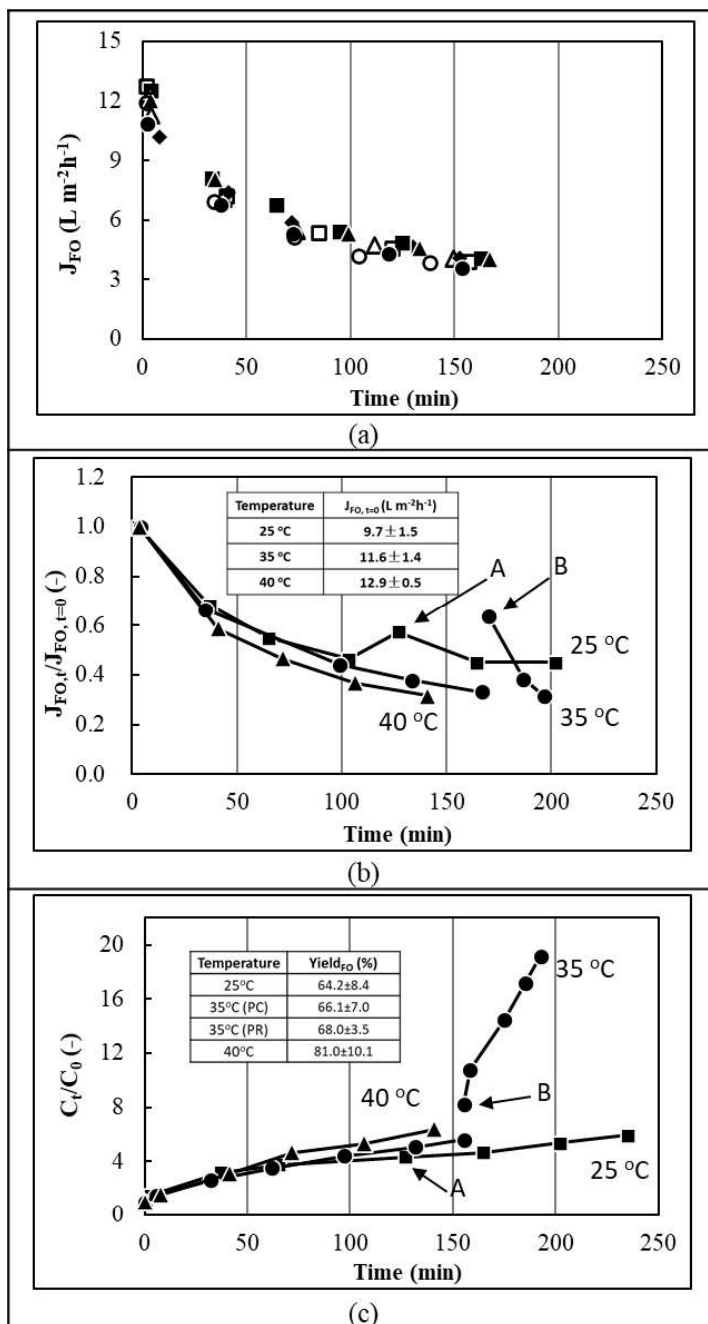 15
12
9
6
3
0
J_FO (L m⁻²h⁻¹)
0 50 100 150 200 250
Time (min)
(a)
1.2
1.0
0.8
0.6
0.4
0.2
0.0
J_FO,t/J_FO, t=0 (-)
Temperature J_FO, t=0 (L m⁻²h⁻¹)
25 °C 9.7±1.5
35 °C 11.6±1.4
40 °C 12.9±0.5
A
B
25 °C
40 °C
35 °C
0 50 100 150 200 250
Time (min)
(b)
20
16
12
8
4
0
C_t/C_0 (-)
Temperature Yield_FO (%)
25°C 64.2±8.4
35°C (PC) 66.1±7.0
35°C (PR) 68.0±3.5
40°C 81.0±10.1
35 °C
40 °C
B
A
25 °C
0 50 100 150 200 250
Time (min)
(c)